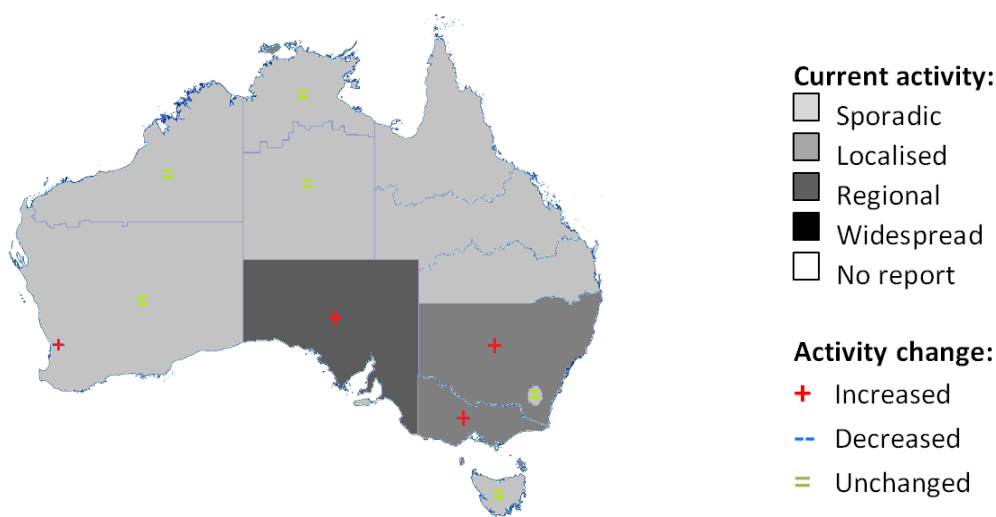 Current activity:
Sporadic
Localised
Regional
Widespread
No report
Activity change:
+ Increased
-- Decreased
= Unchanged